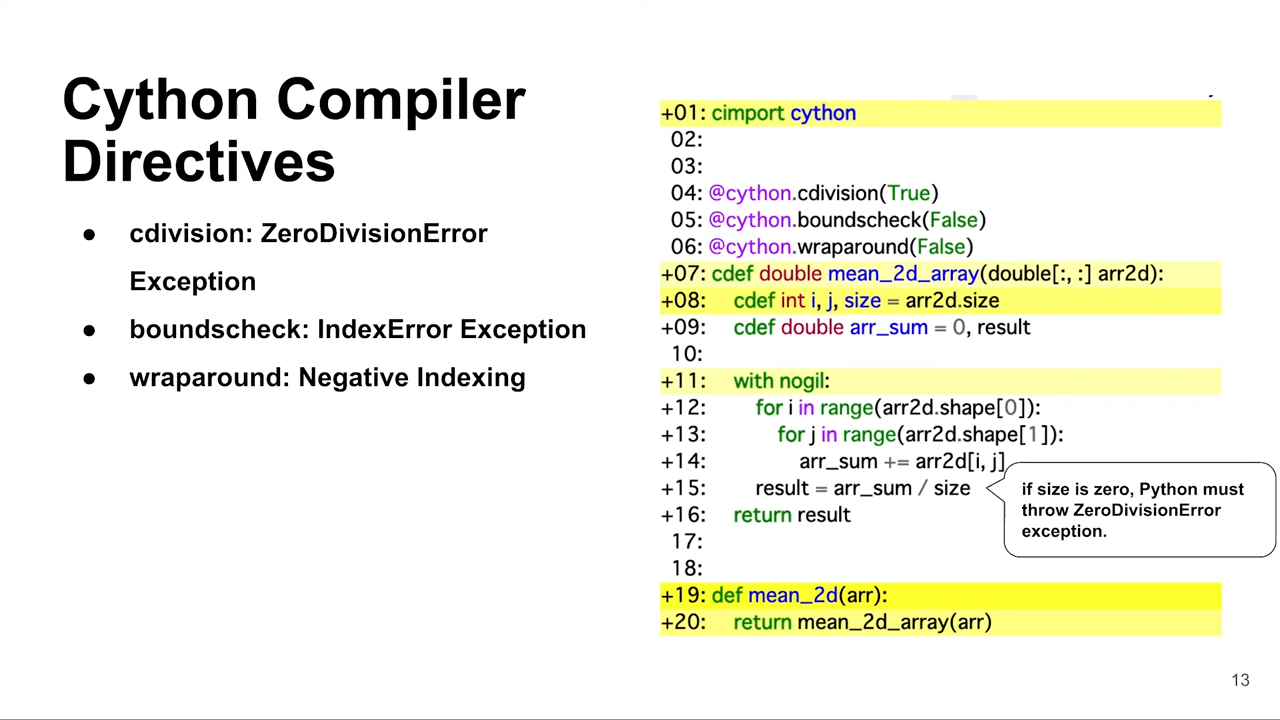 Cython Compiler
Directives
● cdivision: ZeroDivisionError
Exception
● boundscheck: IndexError Exception
● wraparound: Negative Indexing
+01: cimport cython
02:
03:
04: @cython.cdivision(True)
05: @cython.boundscheck(False)
06: @cython.wraparound(False)
+07: cdef double mean_2d_array(double[:, :] arr2d):
+08: cdef int i, j, size = arr2d.size
+09: cdef double arr_sum = 0, result
10:
+11: with nogil:
+12: for i in range(arr2d.shape[0]):
+13: for j in range(arr2d.shape[1]):
+14: arr_sum += arr2d[i, j]
+15: result = arr_sum / size
+16: return result
17:
18:
+19: def mean_2d(arr):
+20: return mean_2d_array(arr)
if size is zero, Python must
throw ZeroDivisionError
exception.
13